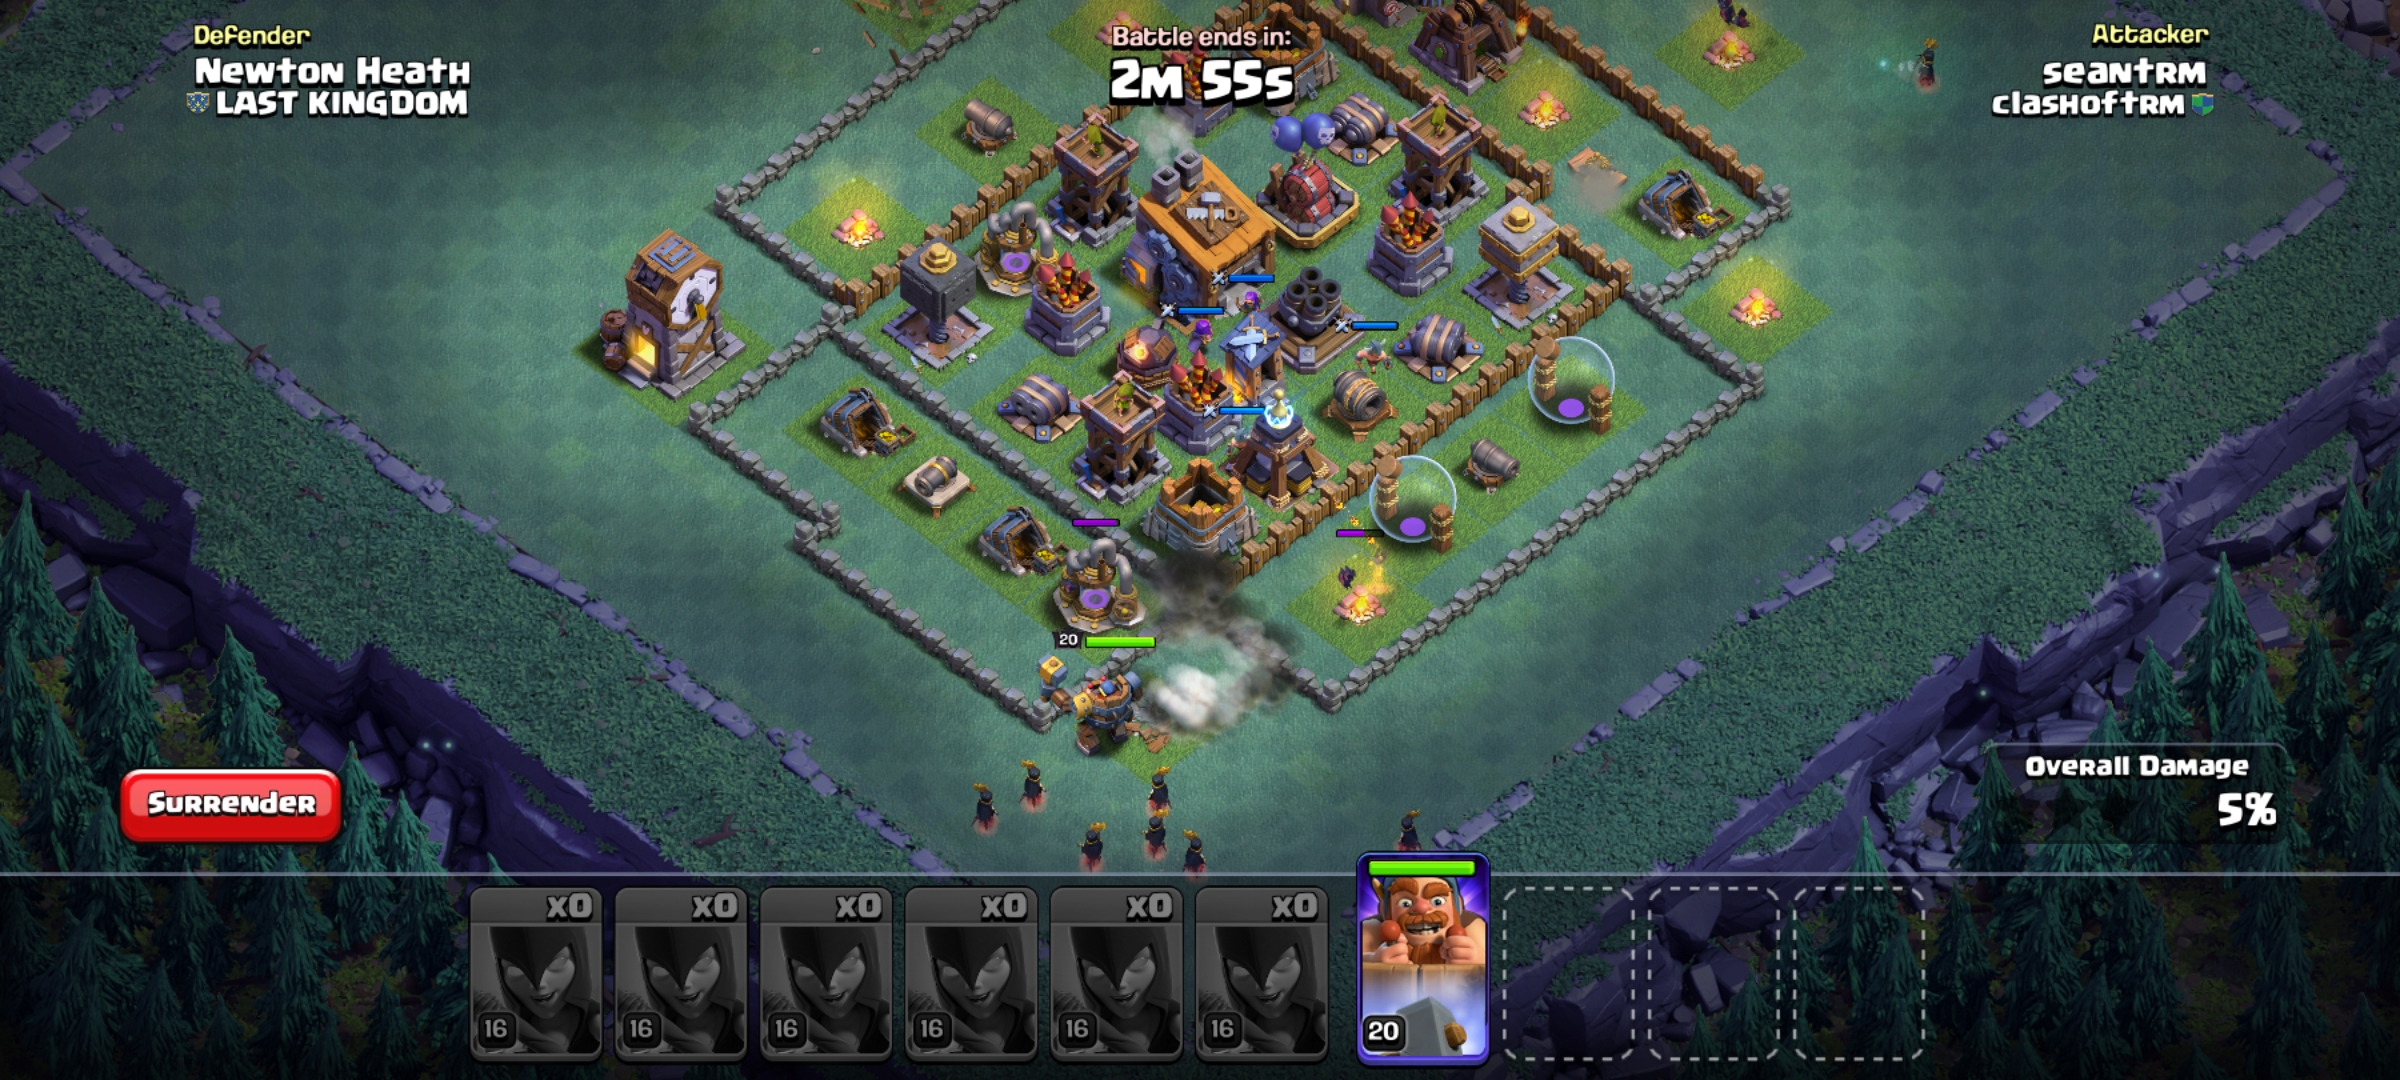 Defender
Newton Heath
LAST KINGDOM
Battle ends in:
2M 55s
Attacker
seantRM
clashoftRM
20
Surrender
Overall Damage
5%
x0
x0
x0
x0
x0
x0
16
16
16
16
16
16
20